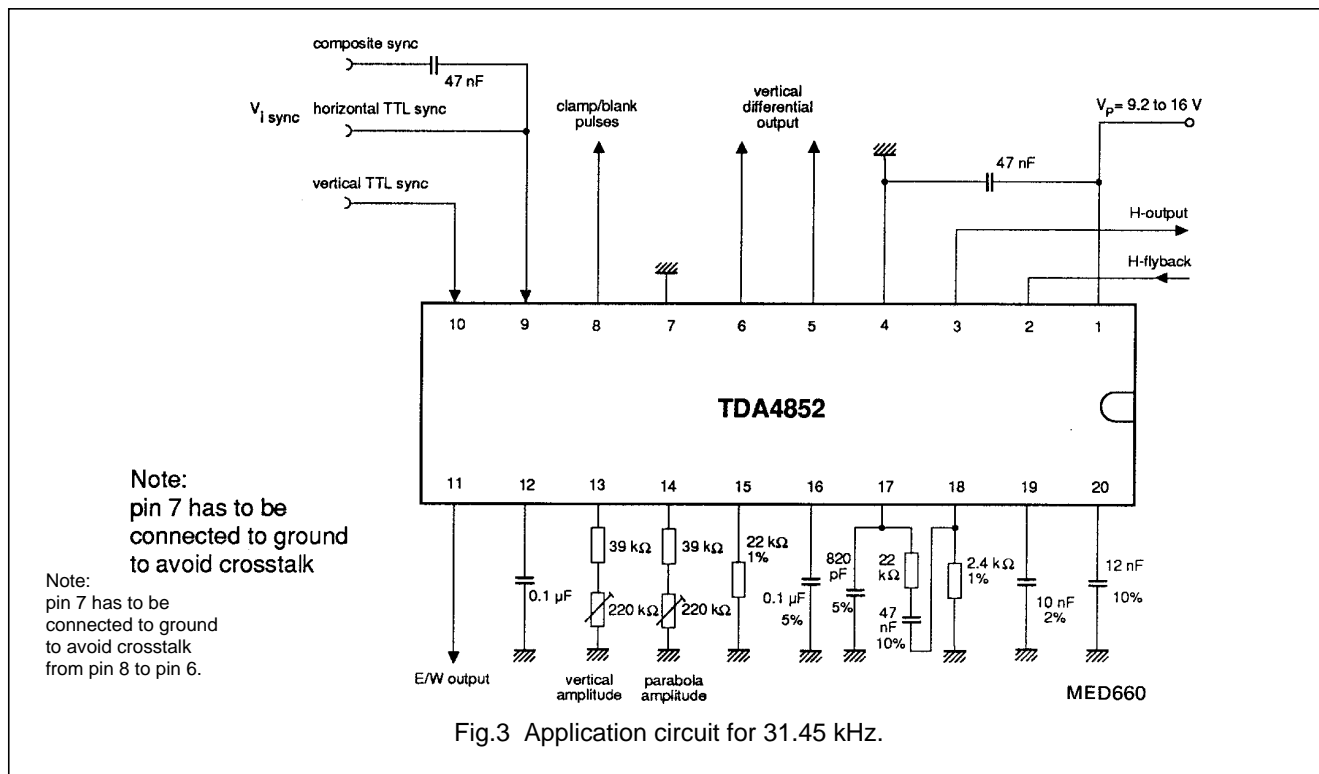 composite sync
47 nF
V i sync
horizontal TTL sync
vertical TTL sync
clamp/blank
pulses
vertical
differential
output
VP = 9.2 to 16 V
47 nF
H-output
H-flyback
10 9 8 7 6 5 4 3 2 1
TDA4852
11 12 13 14 15 16 17 18 19 20
Note:
pin 7 has to be
connected to ground
to avoid crosstalk
Note:
pin 7 has to be
connected to ground
to avoid crosstalk
from pin 8 to pin 6.
E/W output
0.1 µF
39 kΩ
220 kΩ
vertical
amplitude
39 kΩ
220 kΩ
parabola
amplitude
22 kΩ
1%
0.1 µF
5%
820
pF
5%
22
kΩ
47
nF
10%
2.4 kΩ
1%
10 nF
2%
12 nF
10%
MED660
Fig.3 Application circuit for 31.45 kHz.